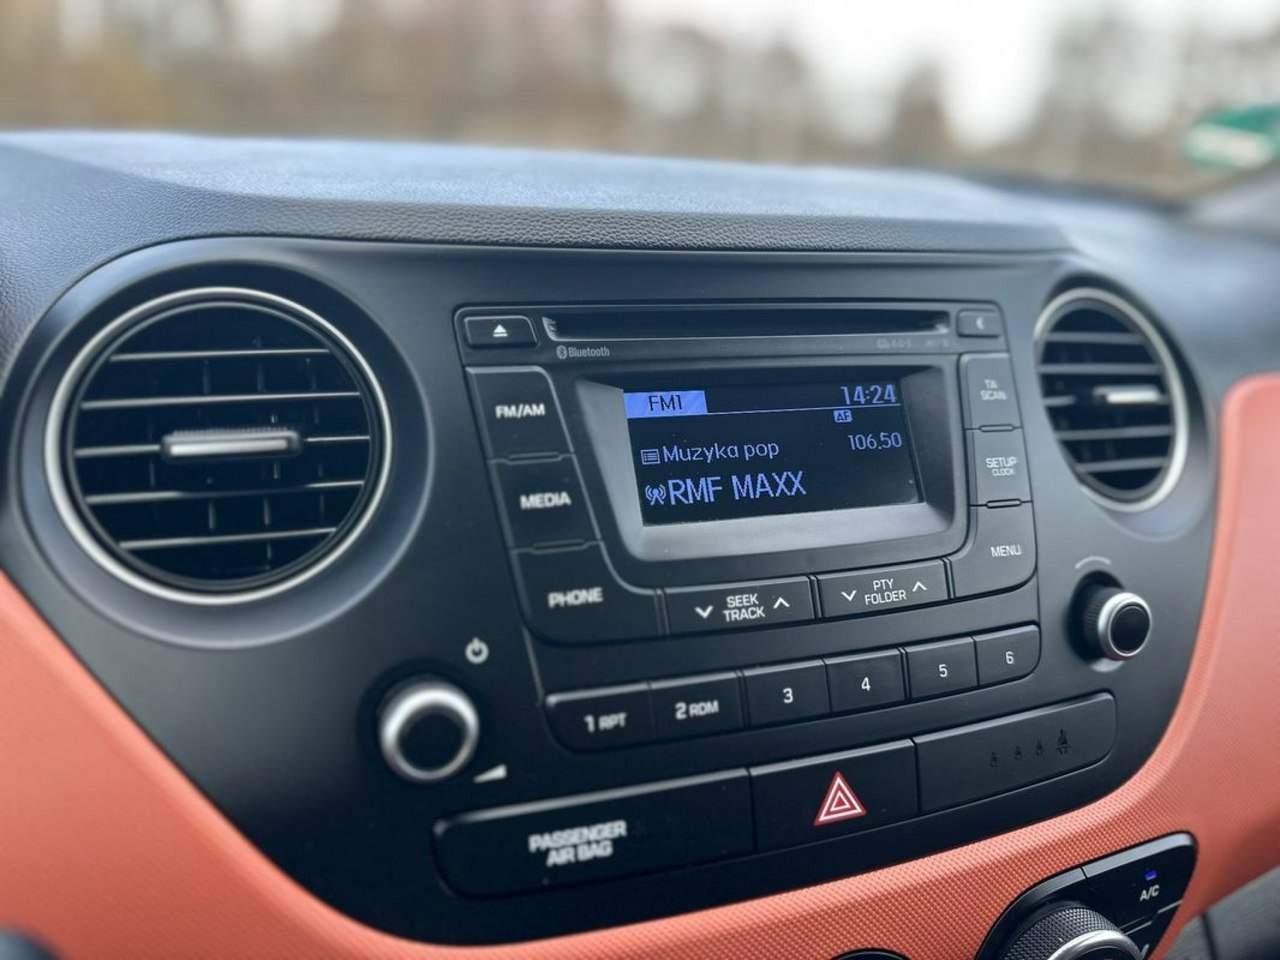 Bluetooth
FM/AM
MEDIA
PHONE
FM1
14:24
AF
Muzyka pop
106.50
RMF MAXX
TA
SCAN
SETUP
CLOCK
MENU
SEEK
TRACK
PTY
FOLDER
1 RPT
2 RDM
3
4
5
6
PASSENGER
AIR BAG
A/C